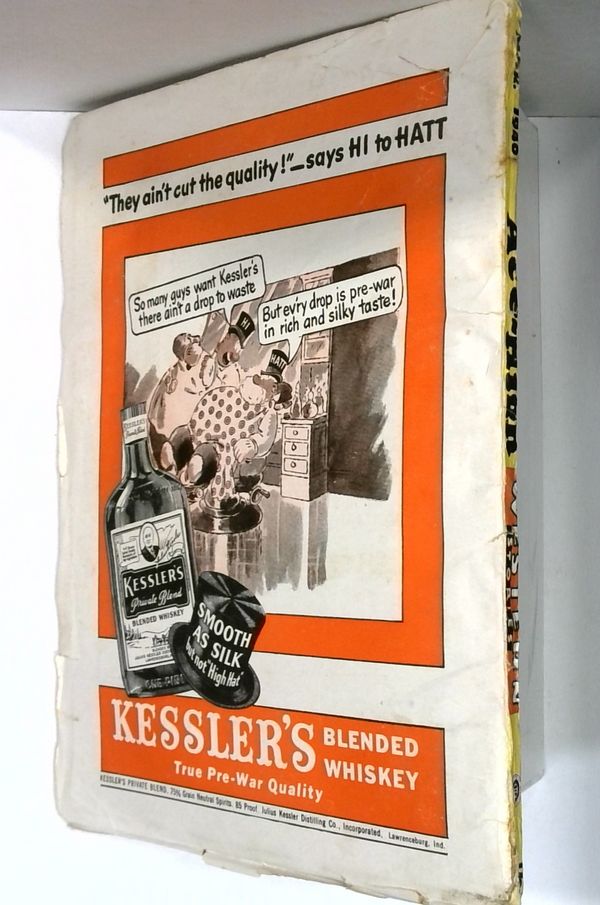 "They ain't cut the quality!"—says HI to HATT
So many guys want Kessler's
there ain't a drop to waste
But ev'ry drop is pre-war
in rich and silky taste!
HI
HATT
KESSLER'S
KESSLER'S
Private Blend
BLENDED WHISKEY
SMOOTH
AS SILK
but not "High Hat"
KESSLER'S BLENDED
WHISKEY
True Pre-War Quality
KESSLER'S PRIVATE BLEND. 75% Grain Neutral Spirits. 85 Proof. Julius Kessler Distilling Co., Incorporated, Lawrenceburg, Ind.
WESTERN